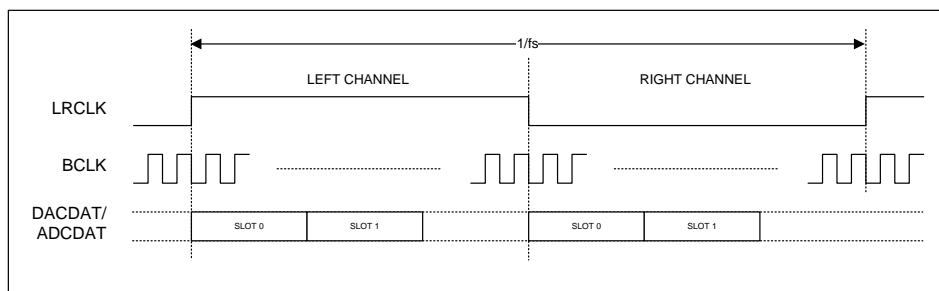 1/fs
LEFT CHANNEL
RIGHT CHANNEL
LRCLK
BCLK
DACDAT/
ADCDAT
SLOT 0
SLOT 1
SLOT 0
SLOT 1